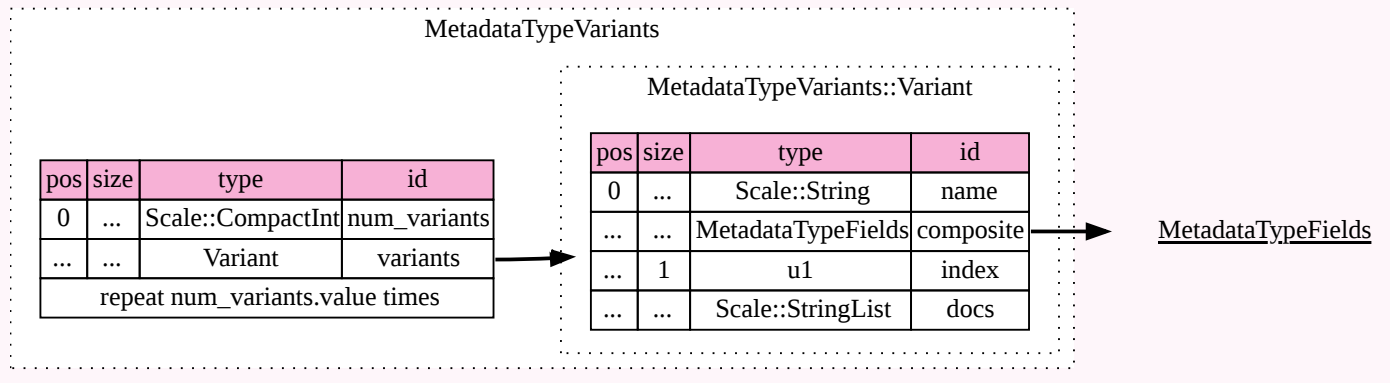 MetadataTypeVariants
MetadataTypeVariants::Variant
pos size type id
0 ... Scale::CompactInt num_variants
... ... Variant variants
repeat num_variants.value times
pos size type id
0 ... Scale::String name
... ... MetadataTypeFields composite
... 1 u1 index
... ... Scale::StringList docs
MetadataTypeFields